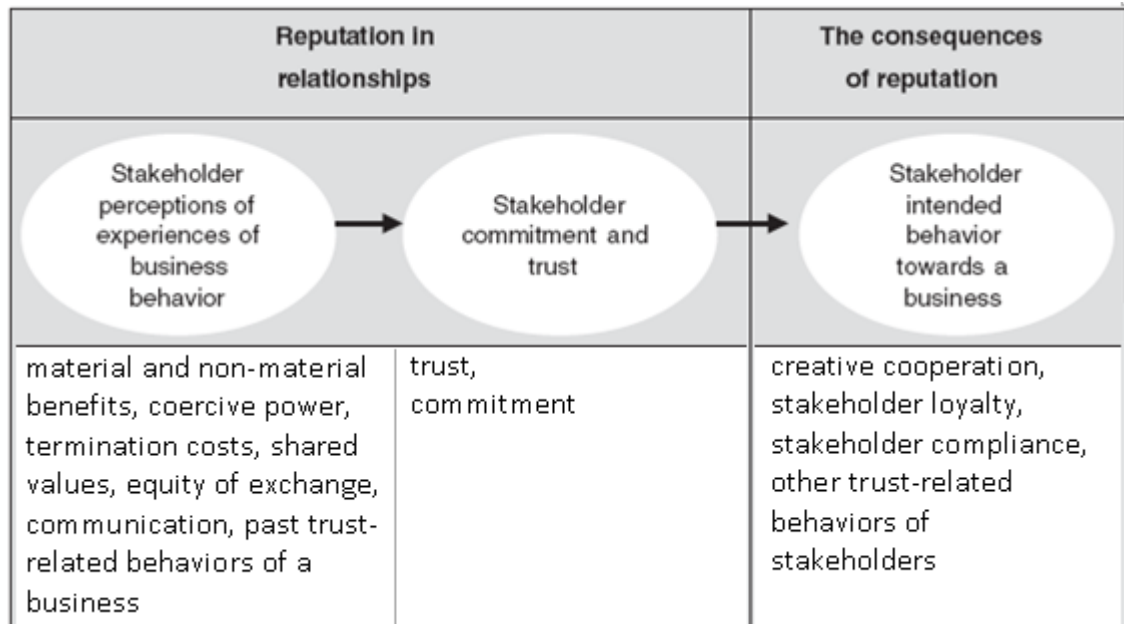 Reputation in
relationships
The consequences
of reputation
Stakeholder
perceptions of
experiences of
business
behavior
Stakeholder
commitment and
trust
Stakeholder
intended
behavior
towards a
business
material and non-material
benefits, coercive power,
termination costs, shared
values, equity of exchange,
communication, past trust-
related behaviors of a
business
trust,
commitment
creative cooperation,
stakeholder loyalty,
stakeholder compliance,
other trust-related
behaviors of
stakeholders